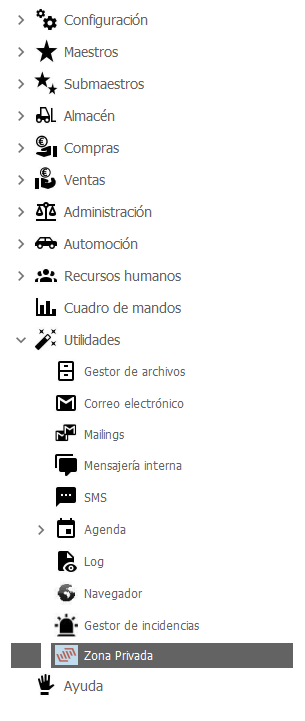 Configuración
Maestros
Submaestros
Almacén
Compras
Ventas
Administración
Automoción
Recursos humanos
Cuadro de mandos
Utilidades
Gestor de archivos
Correo electrónico
Mailings
Mensajería interna
SMS
Agenda
Log
Navegador
Gestor de incidencias
Zona Privada
Ayuda